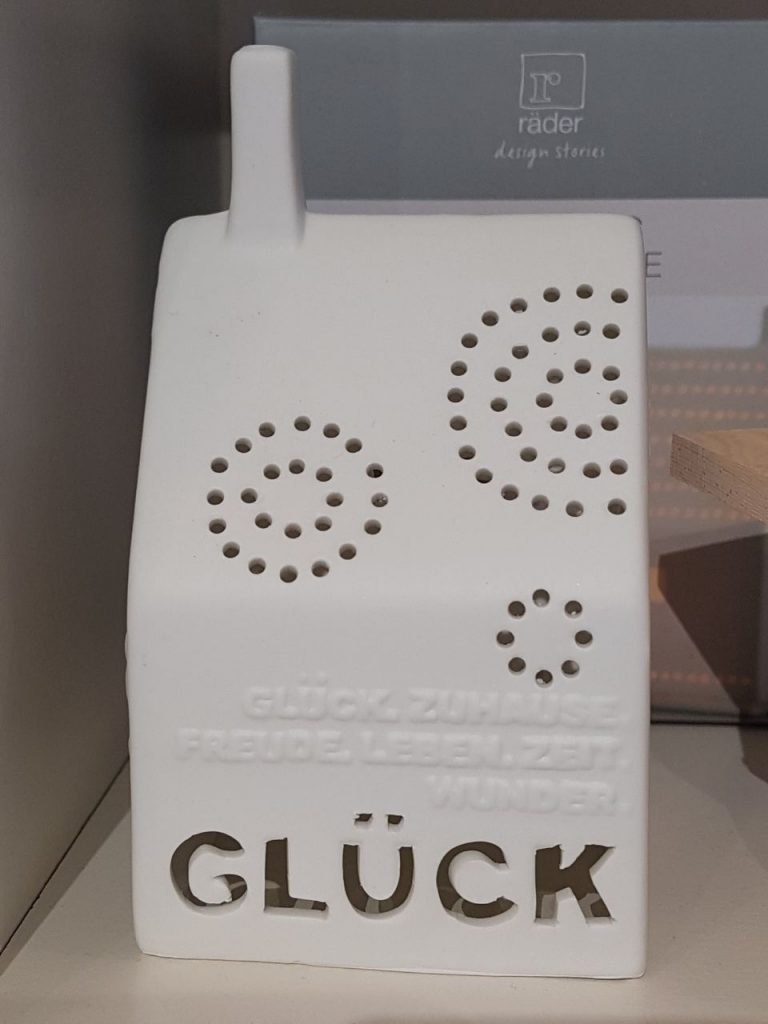 r
räder
design stories
E
GLÜCK. ZUHAUSE.
FREUDE. LEBEN. ZEIT.
WUNDER.
GLÜCK